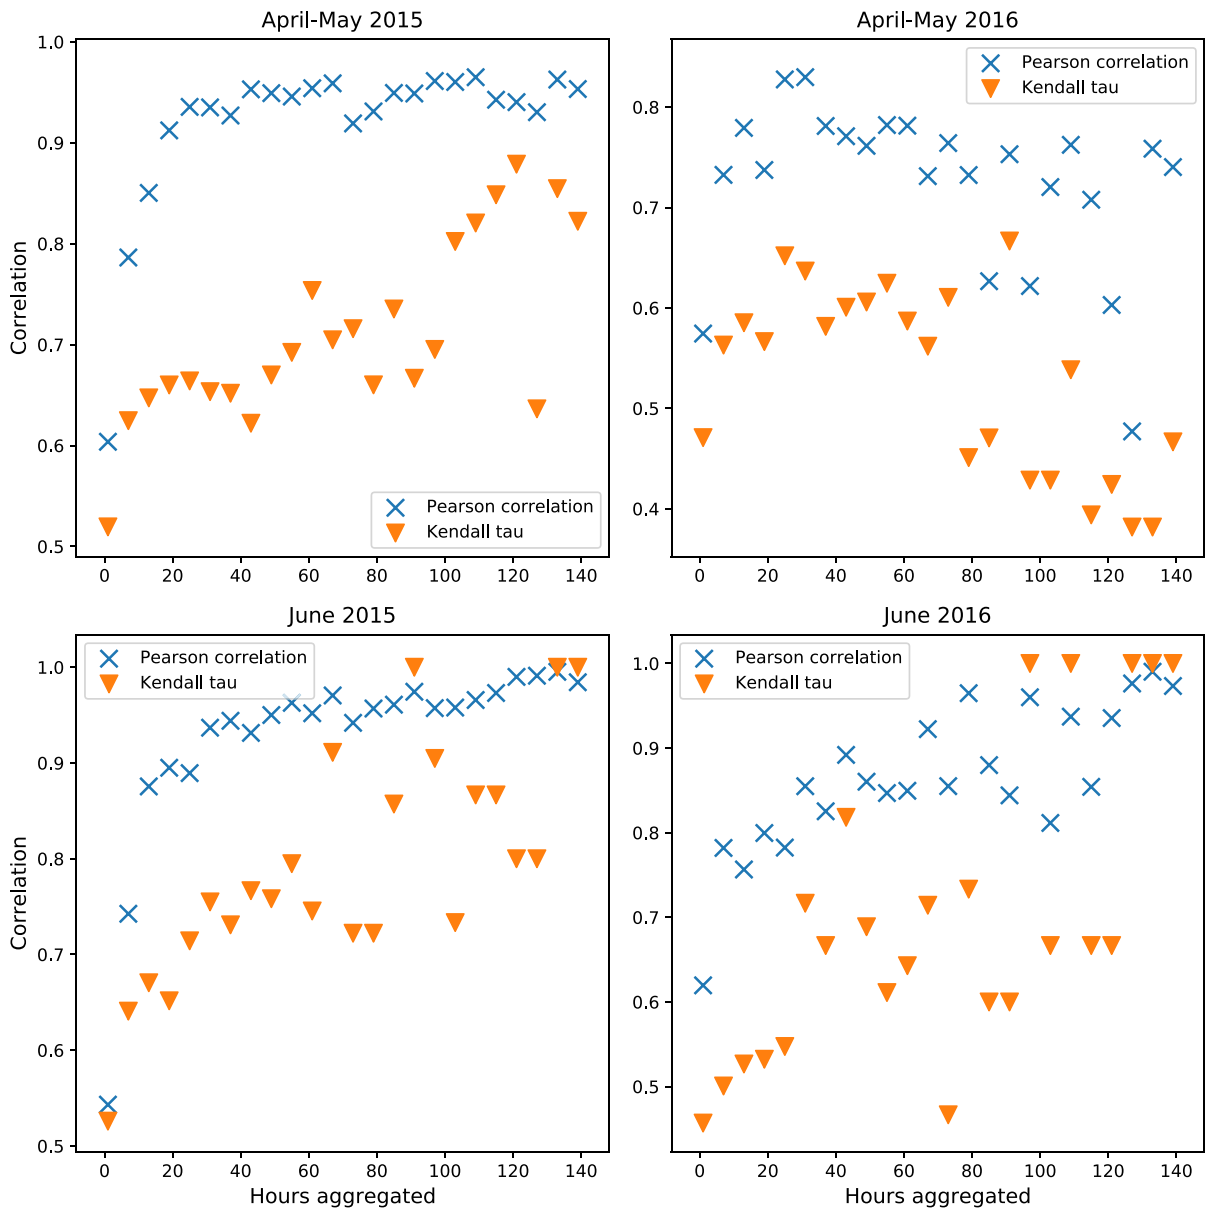 April-May 2015
1.0
0.9
0.8
0.7
0.6
0.5
Correlation
0 20 40 60 80 100 120 140
Pearson correlation
Kendall tau
April-May 2016
0.8
0.7
0.6
0.5
0.4
0 20 40 60 80 100 120 140
Pearson correlation
Kendall tau
June 2015
1.0
0.9
0.8
0.7
0.6
0.5
Correlation
0 20 40 60 80 100 120 140
Hours aggregated
Pearson correlation
Kendall tau
June 2016
1.0
0.9
0.8
0.7
0.6
0.5
0 20 40 60 80 100 120 140
Hours aggregated
Pearson correlation
Kendall tau